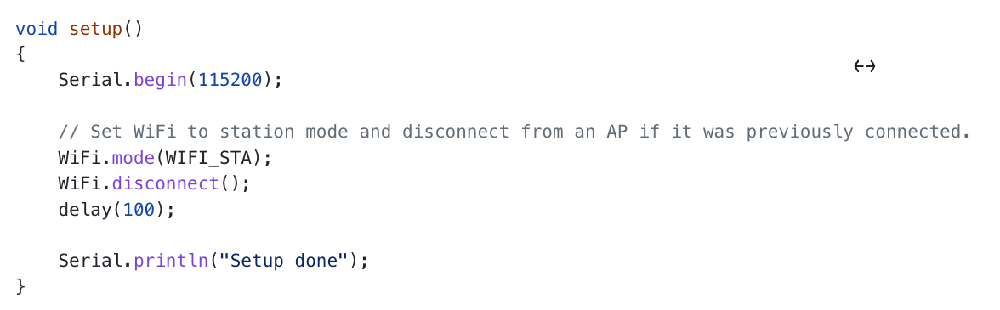 void setup()
{
    Serial.begin(115200);

    // Set WiFi to station mode and disconnect from an AP if it was previously connected.
    WiFi.mode(WIFI_STA);
    WiFi.disconnect();
    delay(100);

    Serial.println("Setup done");
}